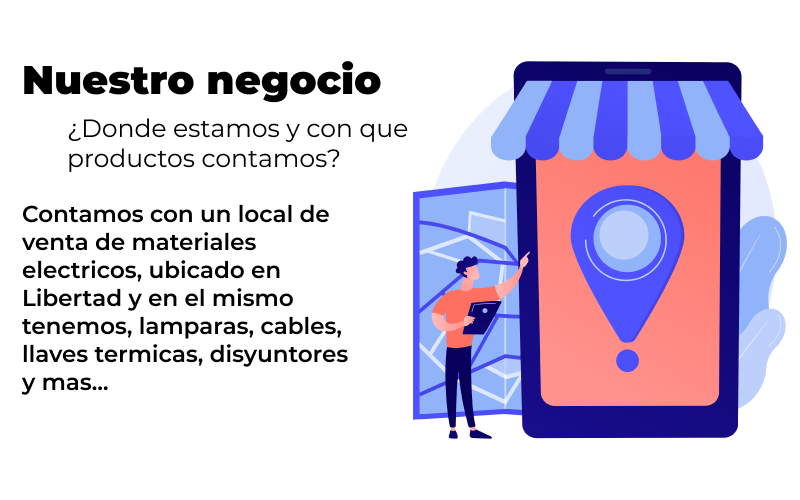 Nuestro negocio
¿Donde estamos y con que
productos contamos?
Contamos con un local de
venta de materiales
electricos, ubicado en
Libertad y en el mismo
tenemos, lamparas, cables,
llaves termicas, disyuntores
y mas...